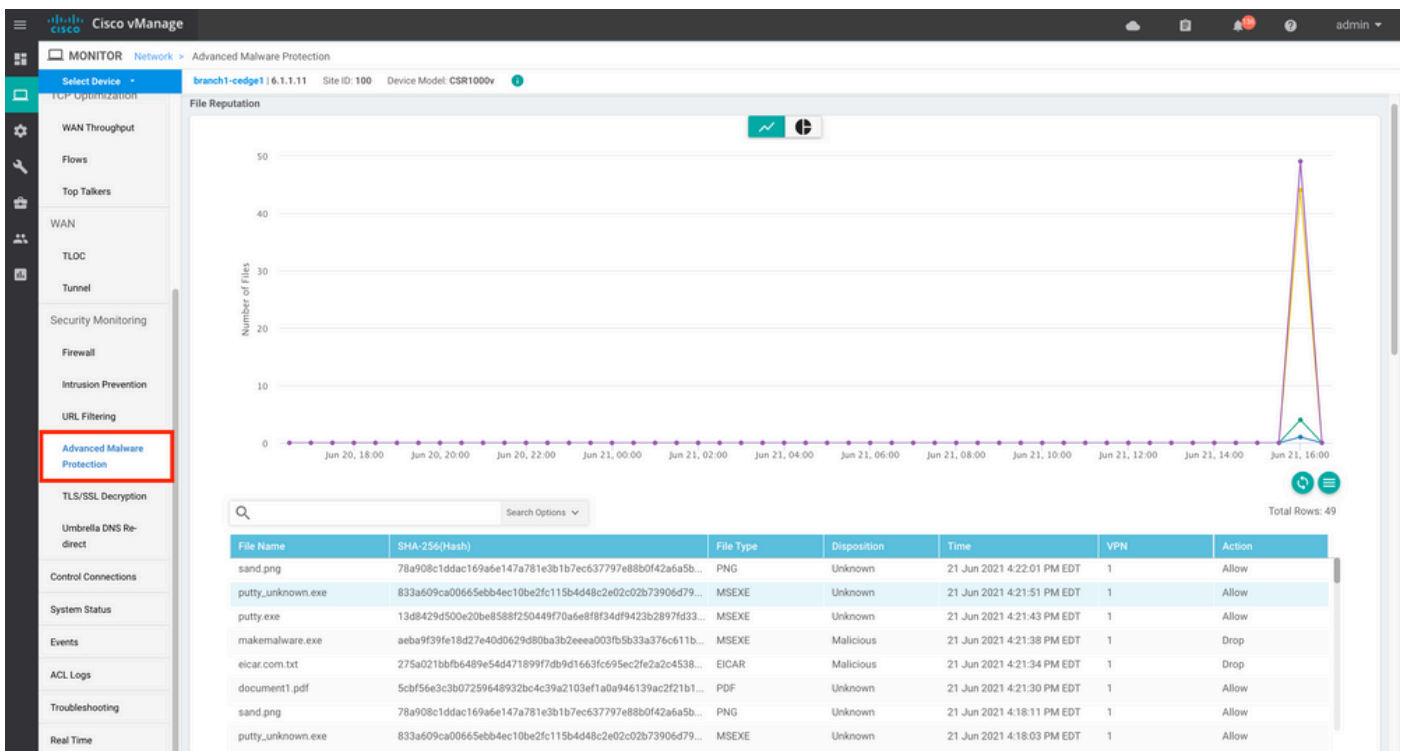 cisco Cisco vManage
136
admin
MONITOR Network > Advanced Malware Protection
Select Device
branch1-cedge1 | 6.1.1.11 Site ID: 100 Device Model: CSR1000v
TCP Optimization
WAN Throughput
Flows
Top Talkers
WAN
TLOC
Tunnel
Security Monitoring
Firewall
Intrusion Prevention
URL Filtering
Advanced Malware
Protection
TLS/SSL Decryption
Umbrella DNS Re-
direct
Control Connections
System Status
Events
ACL Logs
Troubleshooting
Real Time
File Reputation
Number of Files
50
40
30
20
10
0
Jun 20, 18:00 Jun 20, 20:00 Jun 20, 22:00 Jun 21, 00:00 Jun 21, 02:00 Jun 21, 04:00 Jun 21, 06:00 Jun 21, 08:00 Jun 21, 10:00 Jun 21, 12:00 Jun 21, 14:00 Jun 21, 16:00
Search Options
Total Rows: 49
File Name SHA-256(Hash) File Type Disposition Time VPN Action
sand.png 78a908c1ddac169a6e147a781e3b1b7ec637797e88b0f42a6a5b... PNG Unknown 21 Jun 2021 4:22:01 PM EDT 1 Allow
putty_unknown.exe 833a609ca00665ebb4ec10be2fc115b4d48c2e02c02b73906d79... MSEXE Unknown 21 Jun 2021 4:21:51 PM EDT 1 Allow
putty.exe 13d8429d500e20be8588f250449f70a6e8f8f34df9423b2897fd33... MSEXE Unknown 21 Jun 2021 4:21:43 PM EDT 1 Allow
makemalware.exe aeba9f39fe18d27e40d0629d80ba3b2eeea003fb5b33a376c611b... MSEXE Malicious 21 Jun 2021 4:21:38 PM EDT 1 Drop
eicar.com.txt 275a021bbfb6489e54d471899f7db9d1663fc695ec2fe2a2c4538... EICAR Malicious 21 Jun 2021 4:21:34 PM EDT 1 Drop
document1.pdf 5cbf56e3c3b07259648932bc4c39a2103ef1a0a946139ac2f21b1... PDF Unknown 21 Jun 2021 4:21:30 PM EDT 1 Allow
sand.png 78a908c1ddac169a6e147a781e3b1b7ec637797e88b0f42a6a5b... PNG Unknown 21 Jun 2021 4:18:11 PM EDT 1 Allow
putty_unknown.exe 833a609ca00665ebb4ec10be2fc115b4d48c2e02c02b73906d79... MSEXE Unknown 21 Jun 2021 4:18:03 PM EDT 1 Allow